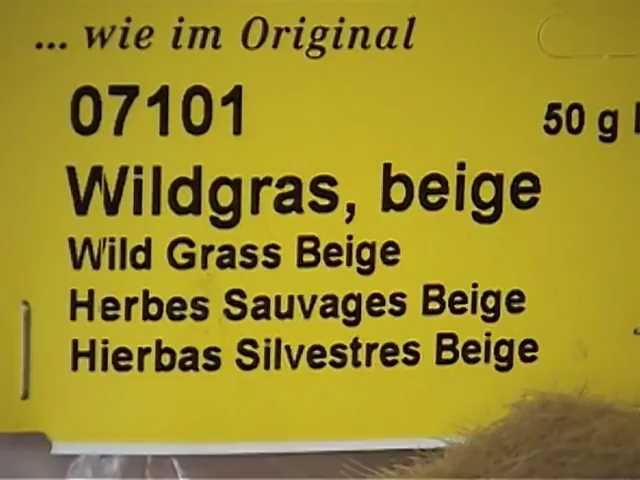 ... wie im Original
07101
50 g
Wildgras, beige
Wild Grass Beige
Herbes Sauvages Beige
Hierbas Silvestres Beige